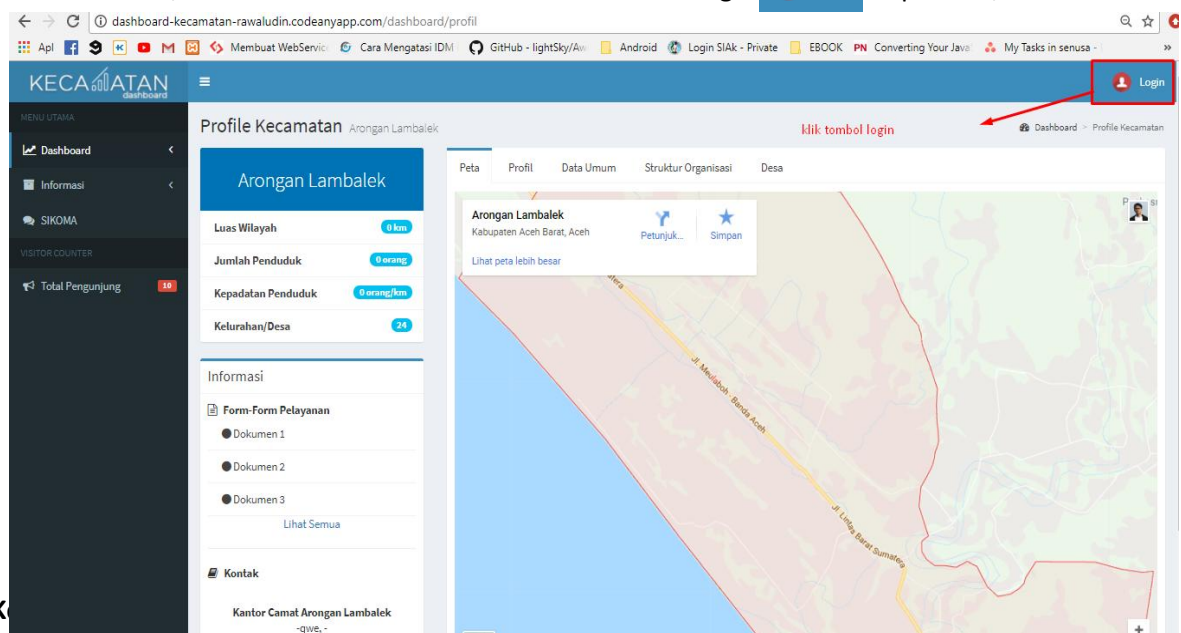 dashboard-kecamatan-rawaludin.codeanyapp.com/dashboard/profil
Apl Membuat WebServic Cara Mengatasi IDM GitHub - lightSky/Aw Android Login SIAk - Private EBOOK PN Converting Your Java My Tasks in senusa - »
KECAMATAN
dashboard
Login
MENU UTAMA
Dashboard
Informasi
SIKOMA
VISITOR COUNTER
Total Pengunjung 10
Profile Kecamatan Arongan Lambalek
klik tombol login
Dashboard > Profile Kecamatan
Arongan Lambalek
Luas Wilayah 0 km
Jumlah Penduduk 0 orang
Kepadatan Penduduk 0 orang/km
Kelurahan/Desa 24
Informasi
Form-Form Pelayanan
Dokumen 1
Dokumen 2
Dokumen 3
Lihat Semua
Kontak
Kantor Camat Arongan Lambalek
-qwe, -
Peta Profil Data Umum Struktur Organisasi Desa
Arongan Lambalek
Kabupaten Aceh Barat, Aceh
Petunjuk... Simpan
Lihat peta lebih besar
Jl. Meulaboh - Banda Aceh
Jl. Lintas Barat Sumatera